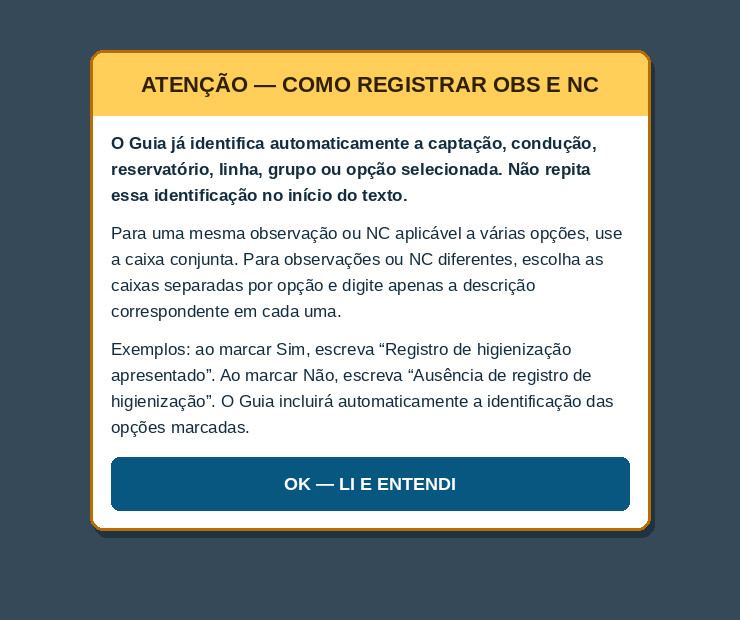 ATENÇÃO — COMO REGISTRAR OBS E NC
O Guia já identifica automaticamente a captação, condução,
reservatório, linha, grupo ou opção selecionada. Não repita
essa identificação no início do texto.
Para uma mesma observação ou NC aplicável a várias opções, use
a caixa conjunta. Para observações ou NC diferentes, escolha as
caixas separadas por opção e digite apenas a descrição
correspondente em cada uma.
Exemplos: ao marcar Sim, escreva “Registro de higienização
apresentado”. Ao marcar Não, escreva “Ausência de registro de
higienização”. O Guia incluirá automaticamente a identificação das
opções marcadas.
OK — LI E ENTENDI